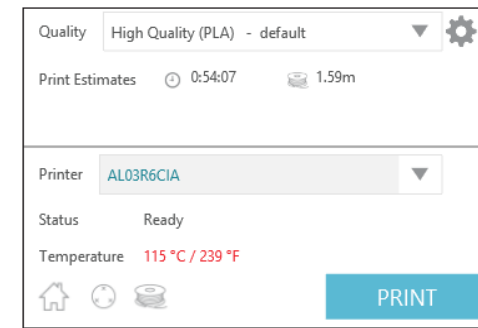 Quality High Quality (PLA) - default
Print Estimates 0:54:07 1.59m
Printer AL03R6CIA
Status Ready
Temperature 115 °C / 239 °F
PRINT